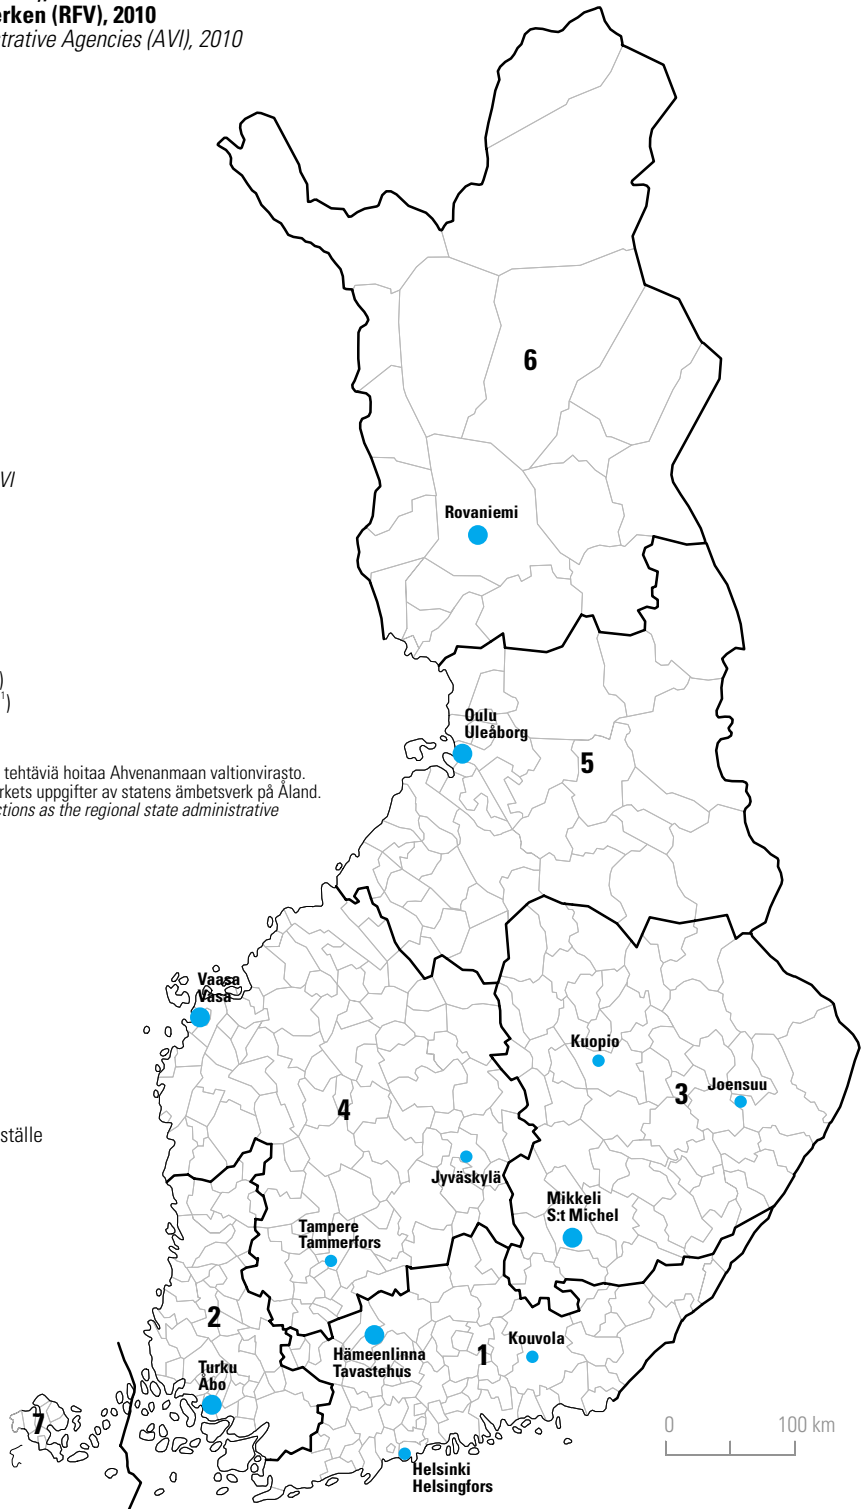 erken (RFV), 2010
trative Agencies (AVI), 2010
6
VI
Rovaniemi
)
¹)
Oulu
Uleåborg
5
tehtäviä hoitaa Ahvenanmaan valtionvirasto.
rkets uppgifter av statens ämbetsverk på Åland.
ctions as the regional state administrative
Vaasa
Vasa
Kuopio
Joensuu
3
4
ställe
Jyväskylä
Mikkeli
S:t Michel
Tampere
Tammerfors
2
Kouvola
1
Hämeenlinna
Tavastehus
Turku
Åbo
7
0 100 km
Helsinki
Helsingfors